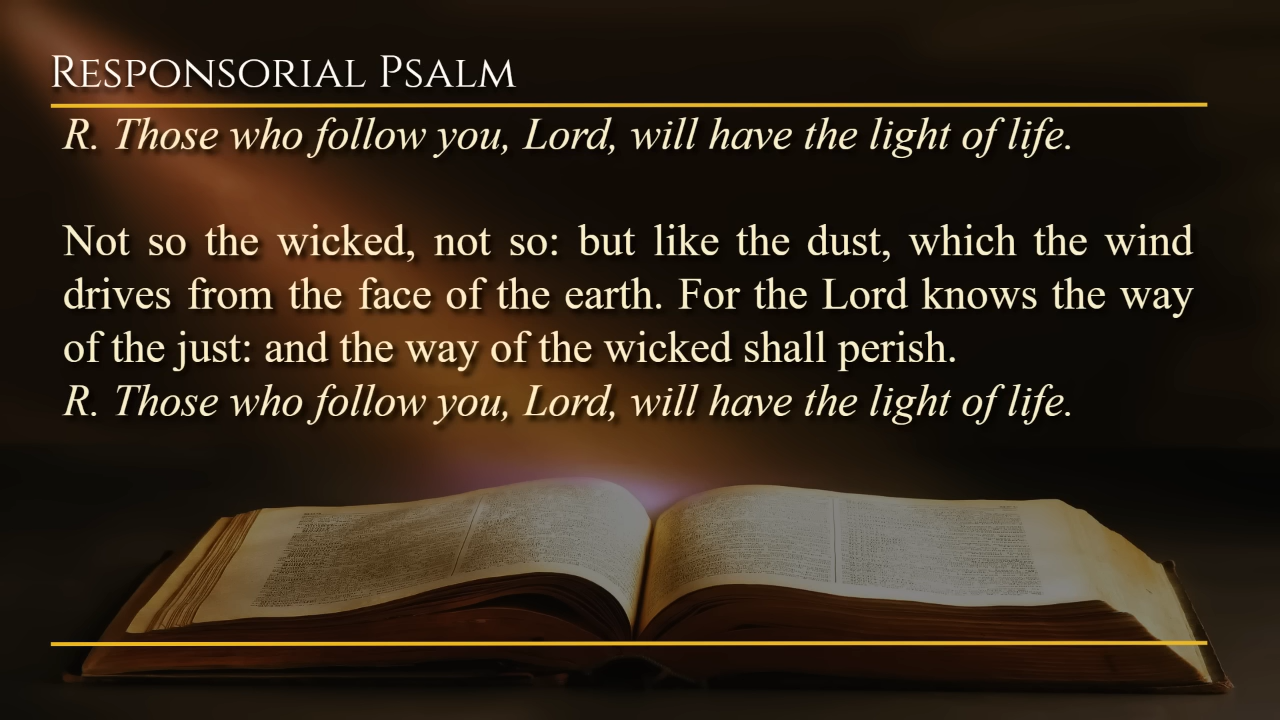 Responsorial Psalm
R. Those who follow you, Lord, will have the light of life.
Not so the wicked, not so: but like the dust, which the wind
drives from the face of the earth. For the Lord knows the way
of the just: and the way of the wicked shall perish.
R. Those who follow you, Lord, will have the light of life.